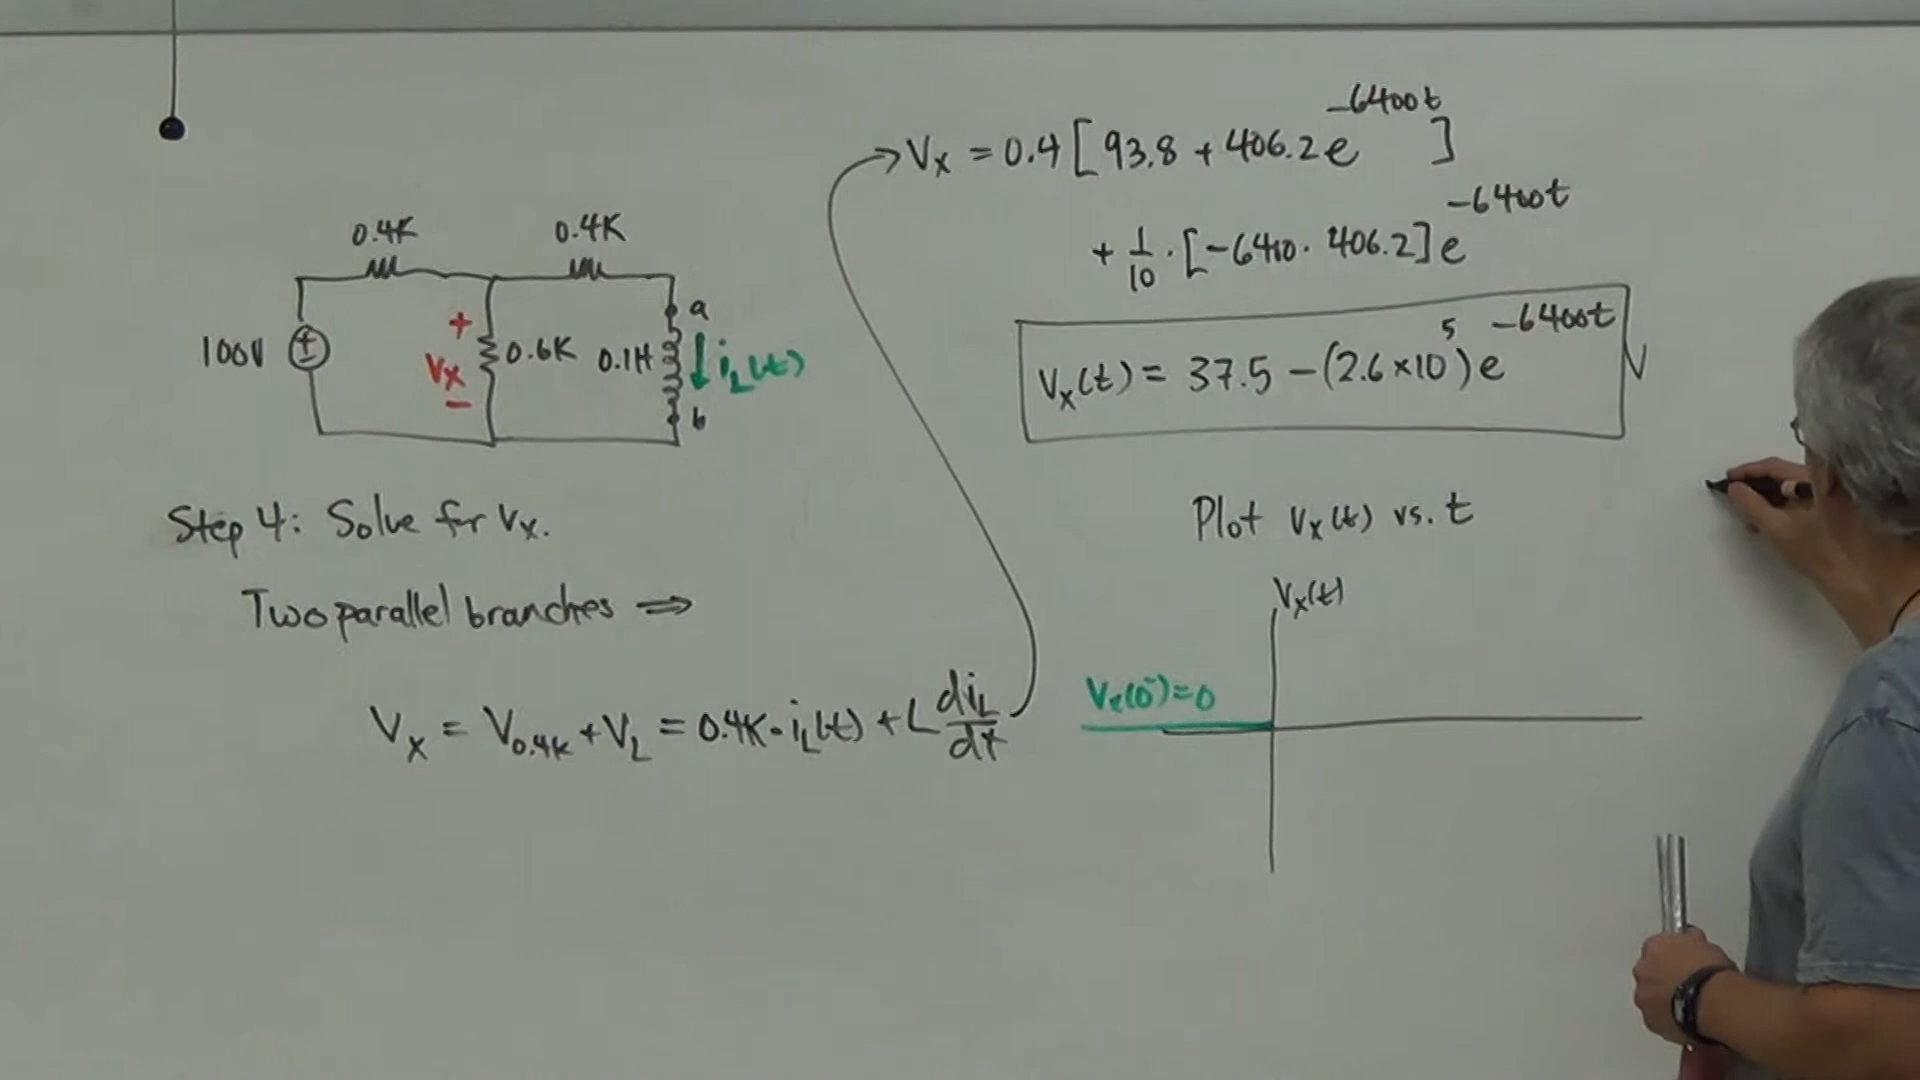 0.4K 0.4K
100V + Vx - 0.6K 0.1H a iL(t) b
Step 4: Solve for Vx.
Two parallel branches ⇒
Vx = V0.4K + VL = 0.4K · iL(t) + L diL/dt
→ Vx = 0.4 [ 93.8 + 406.2 e^-6400t ]
+ 1/10 · [-6400 · 406.2] e^-6400t
Vx(t) = 37.5 - (2.6×10^5) e^-6400t V
Plot Vx(t) vs. t
Vx(t)
Vx(0^-)=0